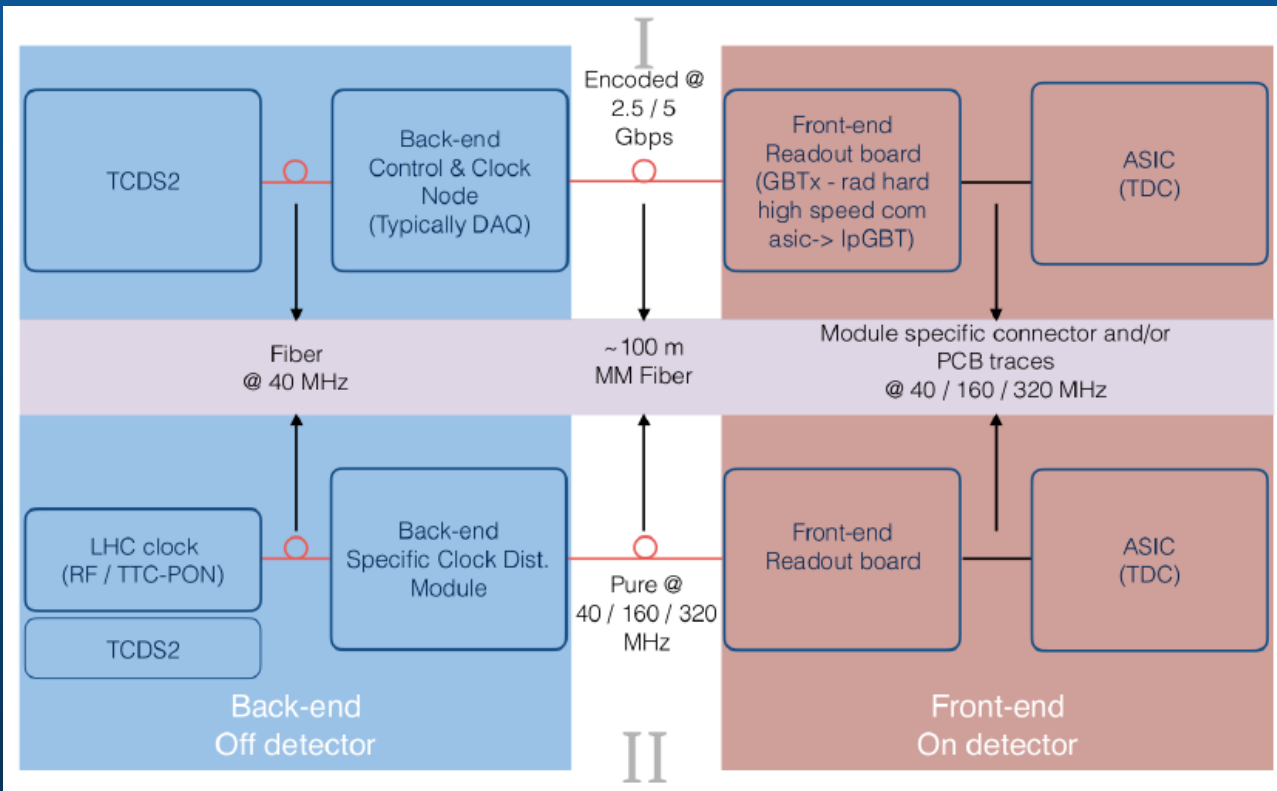 I
Encoded @
2.5 / 5
Gbps
TCDS2
Back-end
Control & Clock
Node
(Typically DAQ)
Front-end
Readout board
(GBTx - rad hard
high speed com
asic-> lpGBT)
ASIC
(TDC)
Fiber
@ 40 MHz
~100 m
MM Fiber
Module specific connector and/or
PCB traces
@ 40 / 160 / 320 MHz
LHC clock
(RF / TTC-PON)
TCDS2
Back-end
Specific Clock Dist.
Module
Pure @
40 / 160 / 320
MHz
Front-end
Readout board
ASIC
(TDC)
Back-end
Off detector
II
Front-end
On detector